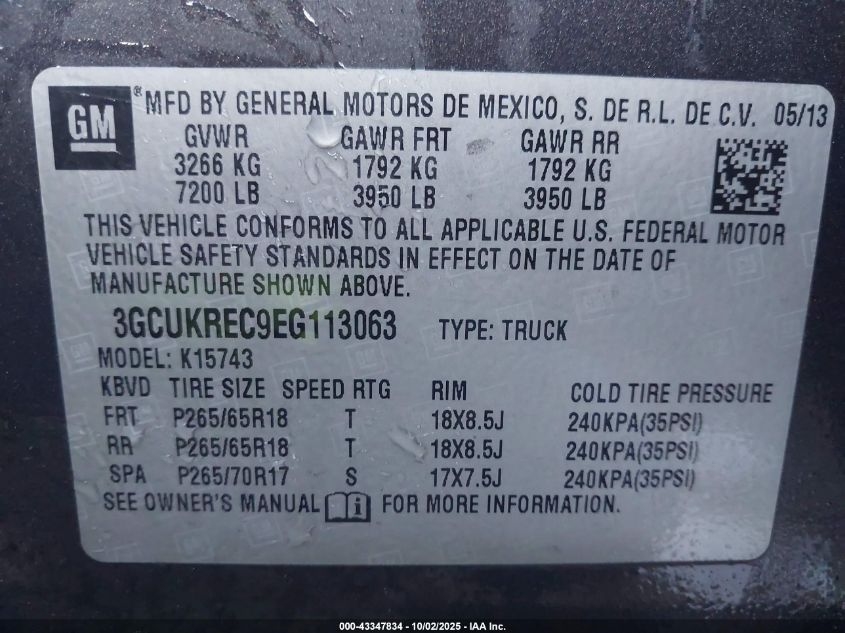 GM ® MFD BY GENERAL MOTORS DE MEXICO, S. DE R.L. DE C.V. 05/13
GVWR GAWR FRT GAWR RR
3266 KG 1792 KG 1792 KG
7200 LB 3950 LB 3950 LB
THIS VEHICLE CONFORMS TO ALL APPLICABLE U.S. FEDERAL MOTOR
VEHICLE SAFETY STANDARDS IN EFFECT ON THE DATE OF
MANUFACTURE SHOWN ABOVE.
3GCUKREC9EG113063 TYPE: TRUCK
MODEL: K15743
KBVD TIRE SIZE SPEED RTG RIM COLD TIRE PRESSURE
FRT P265/65R18 T 18X8.5J 240KPA(35PSI)
RR P265/65R18 T 18X8.5J 240KPA(35PSI)
SPA P265/70R17 S 17X7.5J 240KPA(35PSI)
SEE OWNER'S MANUAL i FOR MORE INFORMATION.
000-43347834 - 10/02/2025 - IAA Inc.